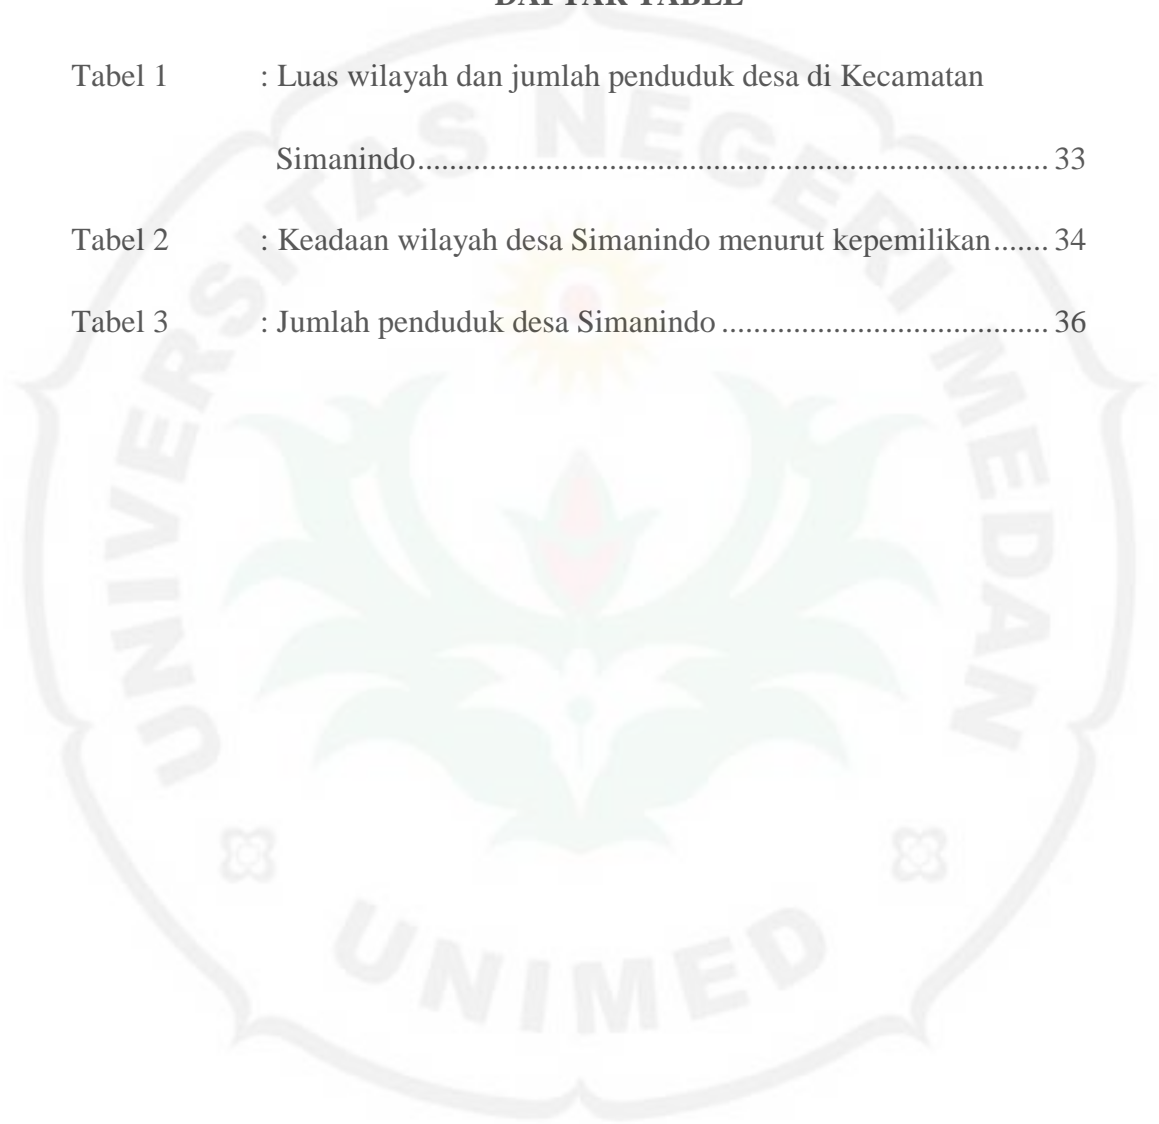 DAFTAR TABEL
Tabel 1 : Luas wilayah dan jumlah penduduk desa di Kecamatan
Simanindo............................................................................... 33
Tabel 2 : Keadaan wilayah desa Simanindo menurut kepemilikan....... 34
Tabel 3 : Jumlah penduduk desa Simanindo ......................................... 36
UNIVERSITAS NEGERI MEDAN
UNIMED